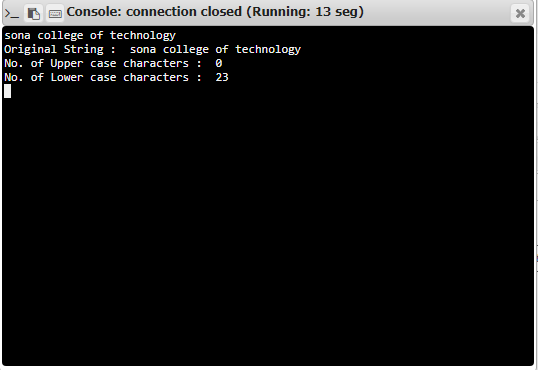 Console: connection closed (Running: 13 seg)
sona college of technology
Original String :  sona college of technology
No. of Upper case characters :  0
No. of Lower case characters :  23